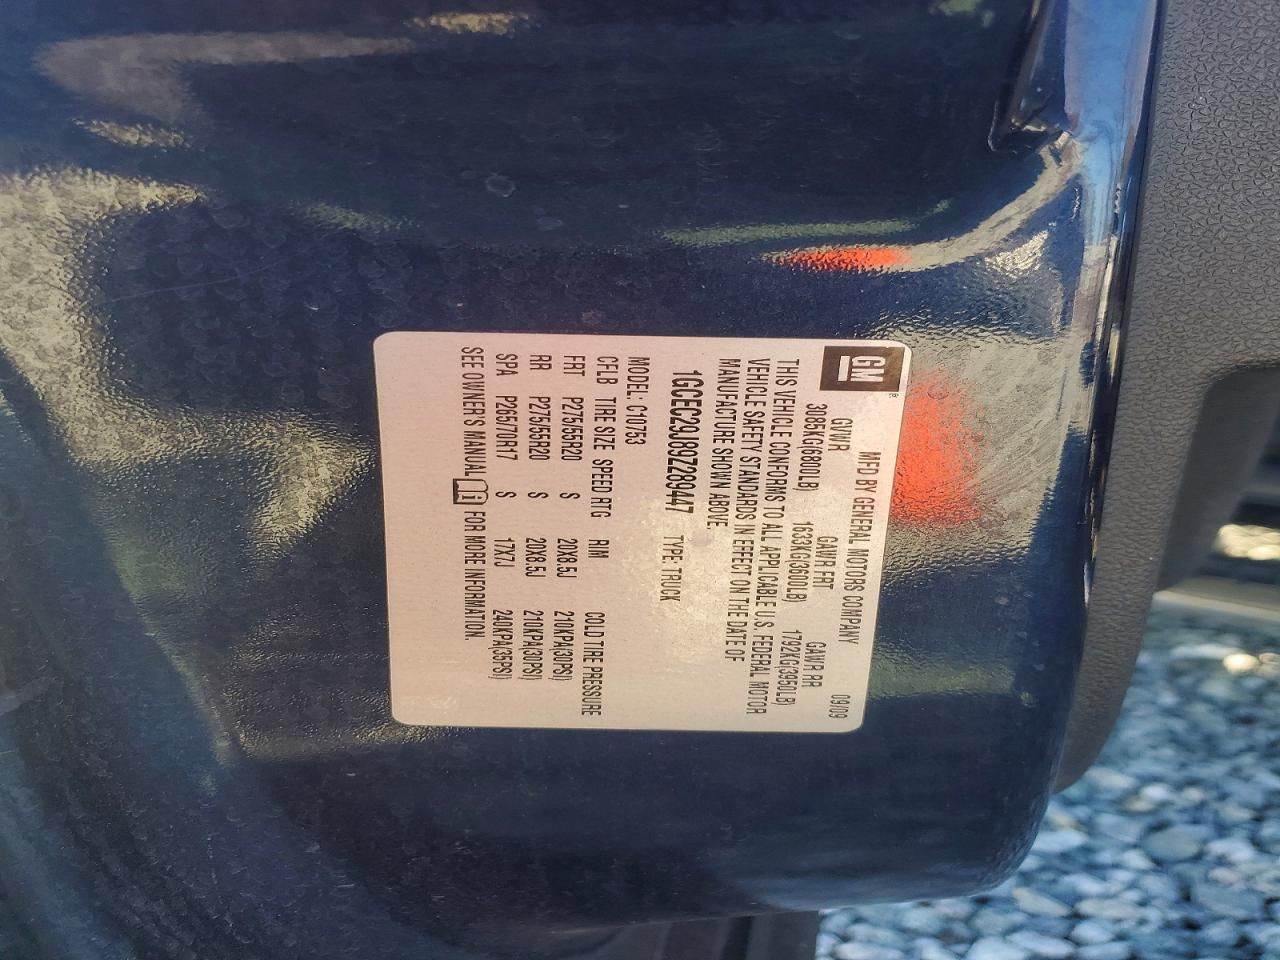 GM
®
MFD BY GENERAL MOTORS COMPANY 09/09
GVWR GAWR FRT GAWR RR
3085KG(6800LB) 1633KG(3600LB) 1792KG(3950LB)
THIS VEHICLE CONFORMS TO ALL APPLICABLE U.S. FEDERAL MOTOR
VEHICLE SAFETY STANDARDS IN EFFECT ON THE DATE OF
MANUFACTURE SHOWN ABOVE.
1GCEC29J89Z289447 TYPE: TRUCK
MODEL: C10753
CFLB TIRE SIZE SPEED RTG RIM COLD TIRE PRESSURE
FRT P275/55R20 S 20X8.5J 210KPA(30PSI)
RR P275/55R20 S 20X8.5J 210KPA(30PSI)
SPA P265/70R17 S 17X7J 240KPA(35PSI)
SEE OWNER'S MANUAL i FOR MORE INFORMATION.